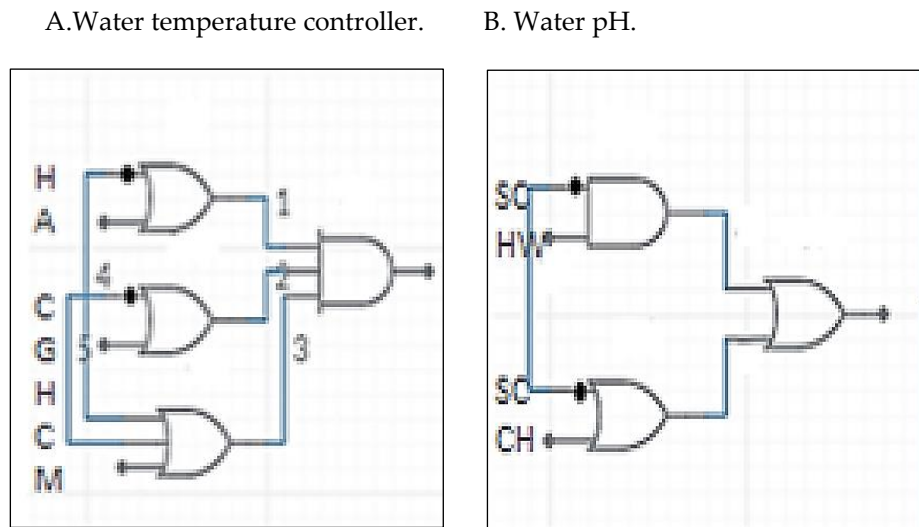 A.Water temperature controller. B. Water pH.
H
A
C
G
H
C
M
1
2
3
4
5
SC
HW
SC
CH